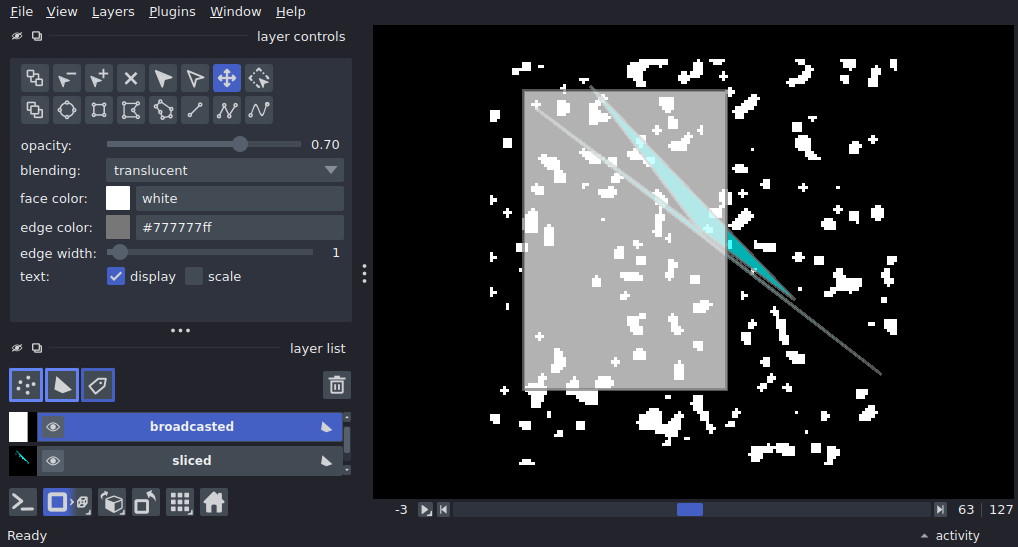 File View Layers Plugins Window Help
layer controls
opacity: 0.70
blending: translucent
face color: white
edge color: #777777ff
edge width: 1
text: display scale
layer list
broadcasted
sliced
-3 63 127
Ready activity